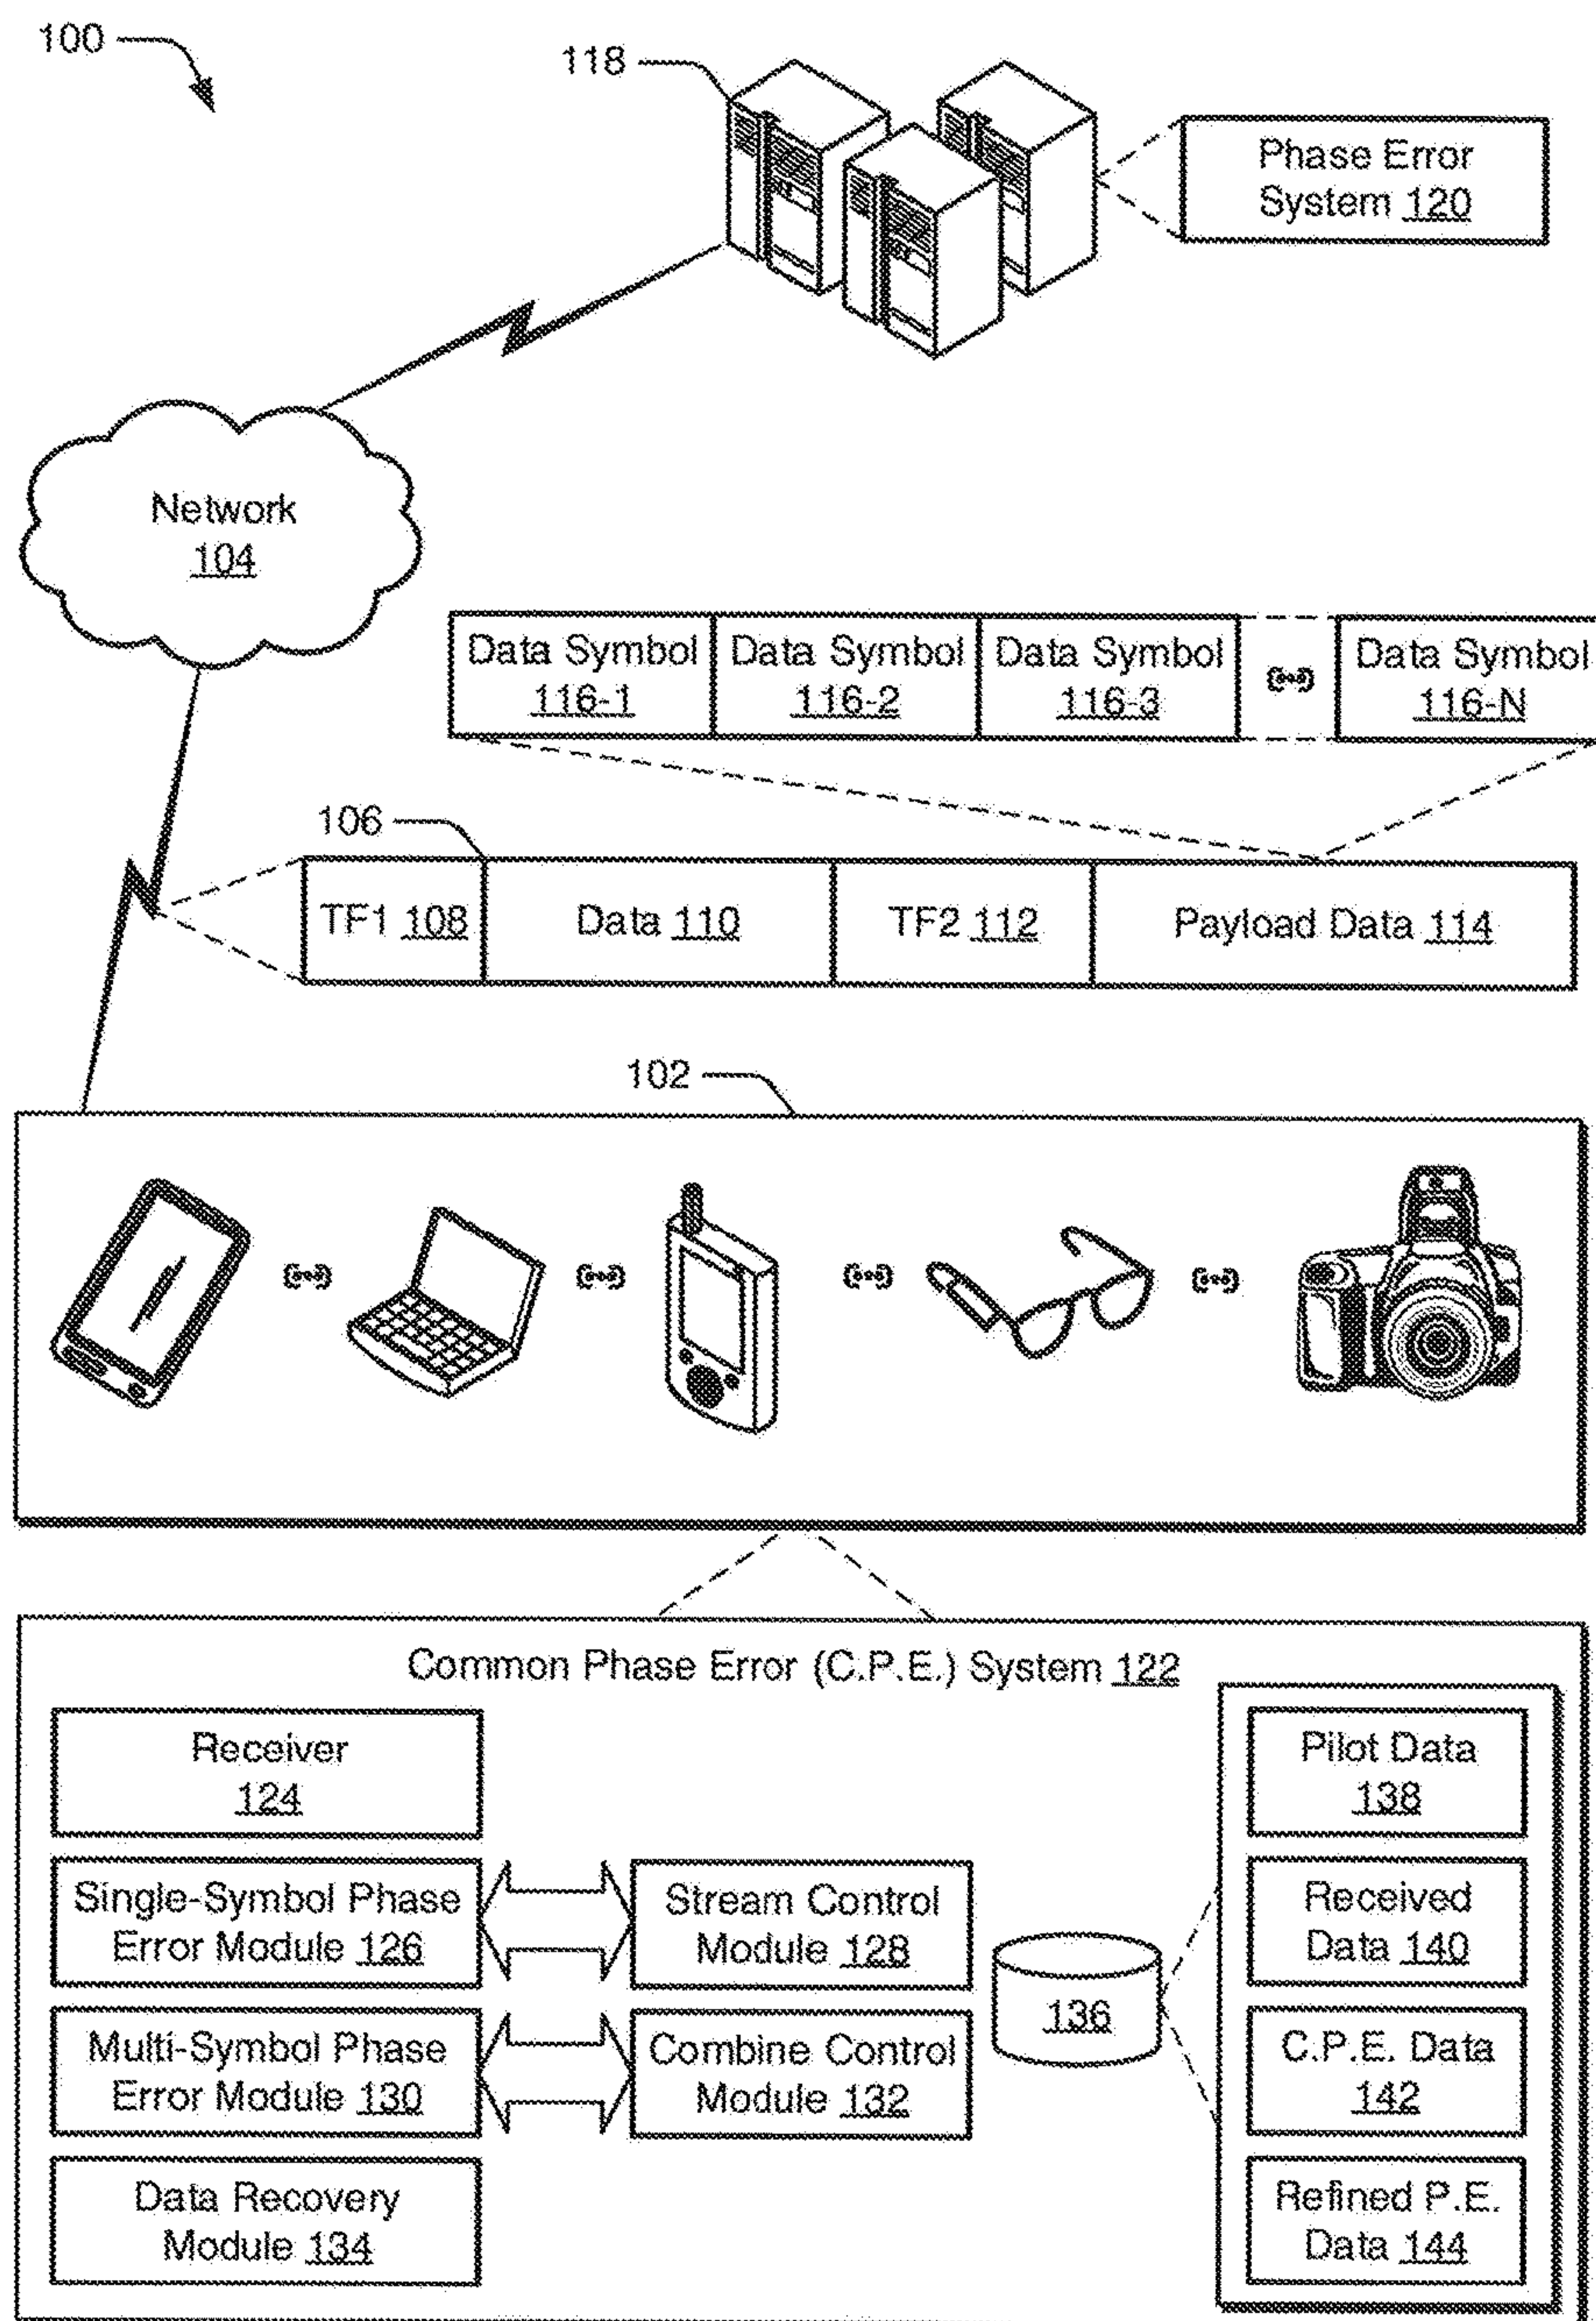 100
118
Phase Error
System 120
Network
104
Data Symbol
116-1
Data Symbol
116-2
Data Symbol
116-3
Data Symbol
116-N
106
TF1 108
Data 110
TF2 112
Payload Data 114
102
Common Phase Error (C.P.E.) System 122
Receiver
124
Single-Symbol Phase
Error Module 126
Stream Control
Module 128
Multi-Symbol Phase
Error Module 130
Combine Control
Module 132
Data Recovery
Module 134
136
Pilot Data
138
Received
Data 140
C.P.E. Data
142
Refined P.E.
Data 144